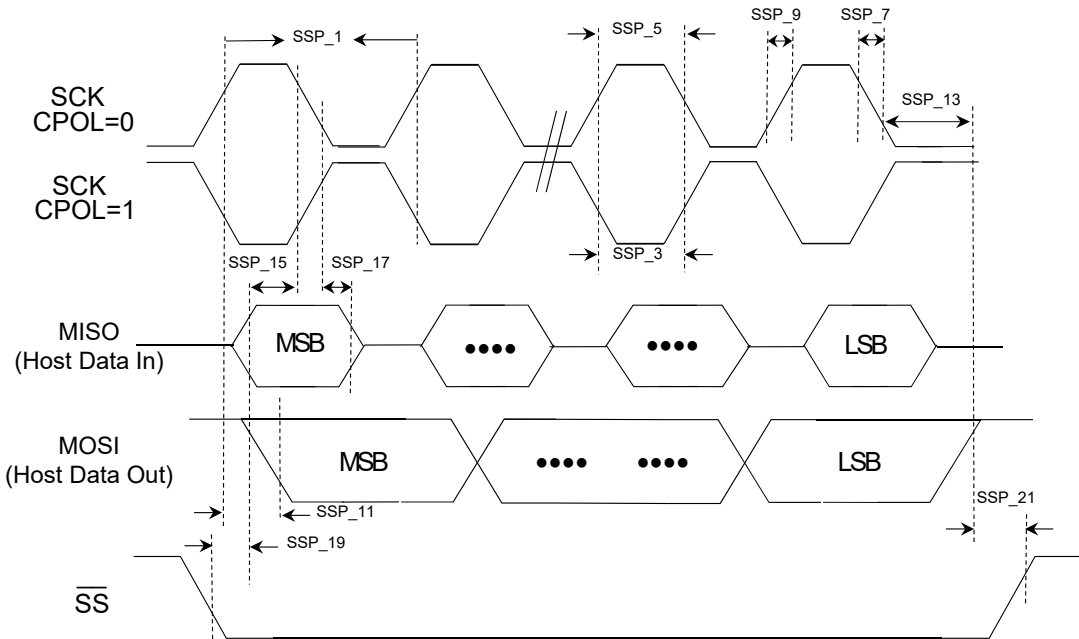 SSP_9 SSP_7
SSP_1 SSP_5
SCK
CPOL=0
SSP_13
SCK
CPOL=1
SSP_15 SSP_17 SSP_3
MISO
(Host Data In)
MSB •••• •••• LSB
MOSI
(Host Data Out)
MSB •••• •••• LSB
SSP_11 SSP_21
SSP_19
S̅S̅